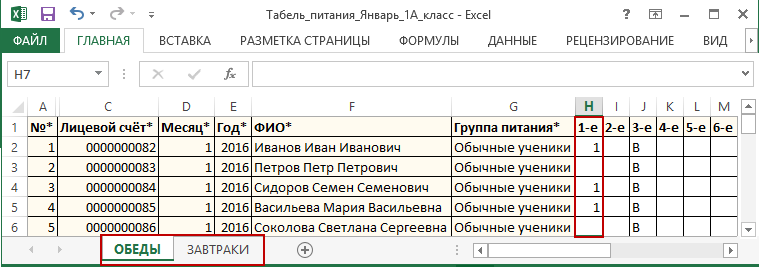 Табель_питания_Январь_1А_класс - Excel
ФАЙЛ ГЛАВНАЯ ВСТАВКА РАЗМЕТКА СТРАНИЦЫ ФОРМУЛЫ ДАННЫЕ РЕЦЕНЗИРОВАНИЕ ВИД
H7 fx
A C D E F G H I J K L M
1 №* Лицевой счёт* Месяц* Год* ФИО* Группа питания* 1-е 2-е 3-е 4-е 5-е 6-е
2 1 0000000082 1 2016 Иванов Иван Иванович Обычные ученики 1 В
3 2 0000000083 1 2016 Петров Петр Петрович Обычные ученики В
4 3 0000000084 1 2016 Сидоров Семен Семенович Обычные ученики 1 В
5 4 0000000085 1 2016 Васильева Мария Васильевна Обычные ученики 1 В
6 5 0000000086 1 2016 Соколова Светлана Сергеевна Обычные ученики В
ОБЕДЫ ЗАВТРАКИ